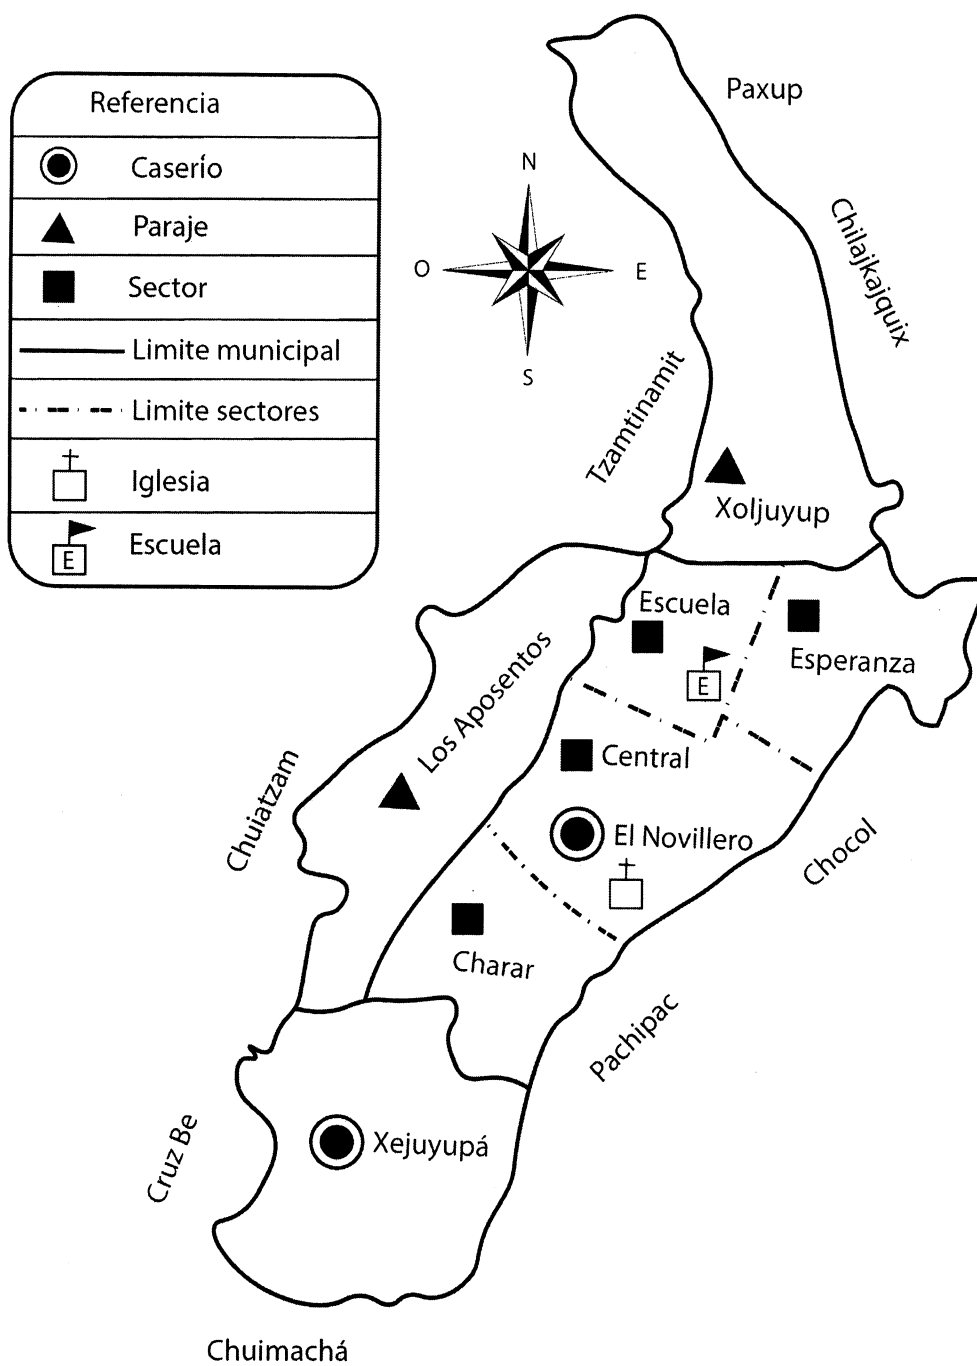 Referencia
Caserío
Paraje
Sector
Limite municipal
Limite sectores
Iglesia
E
Escuela
N
O
E
S
Paxup
Chilajkajquix
Tzamtinamit
Xoljuyup
Escuela
E
Esperanza
Los Aposentos
Central
El Novillero
Chuiatzam
Chocol
Charar
Pachipac
Cruz Be
Xejuyupá
Chuimachá